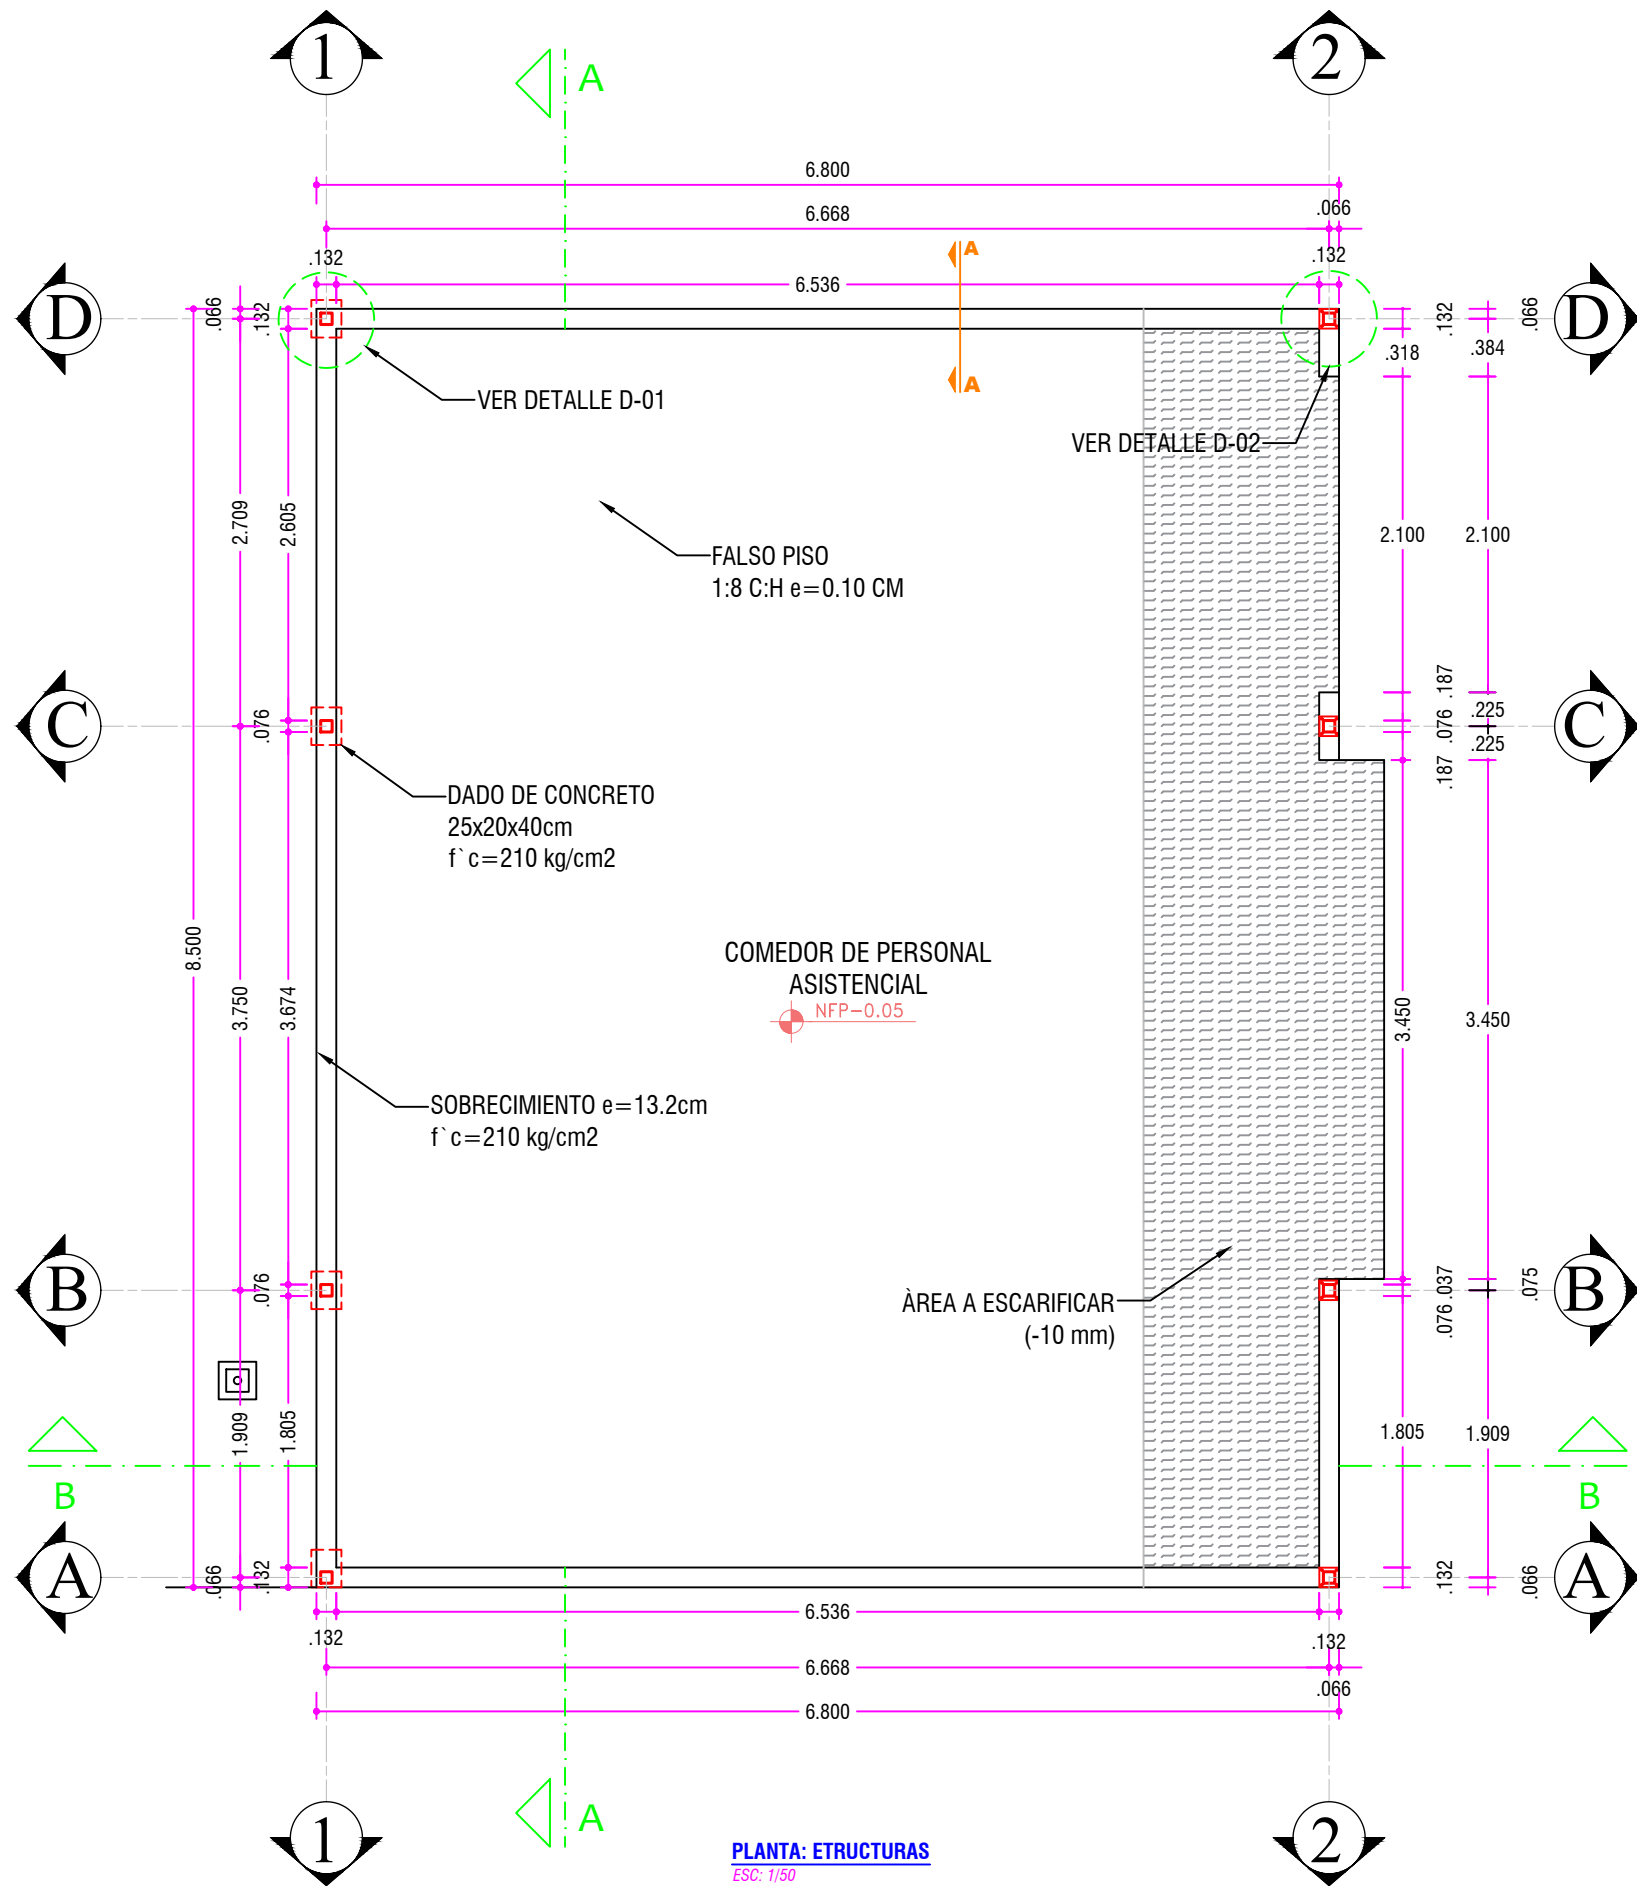 1
2
A
6.800
6.668
.066
.132
.132
6.536
A
D
D
.066
.132
.132
.066
.318
.384
A
VER DETALLE D-01
VER DETALLE D-02
2.709
2.605
2.100
2.100
FALSO PISO
1:8 C:H e=0.10 CM
C
C
.076
.187
.076
.187
.225
.225
DADO DE CONCRETO
25x20x40cm
f`c=210 kg/cm2
8.500
3.750
3.674
COMEDOR DE PERSONAL
ASISTENCIAL
NFP-0.05
3.450
3.450
SOBRECIMIENTO e=13.2cm
f`c=210 kg/cm2
B
B
.076
.037
.076
.075
ÀREA A ESCARIFICAR
(-10 mm)
1.909
1.805
1.805
1.909
B
B
A
A
.066
.132
.132
.066
6.536
.132
.132
6.668
.066
6.800
A
1
2
PLANTA: ETRUCTURAS
ESC: 1/50